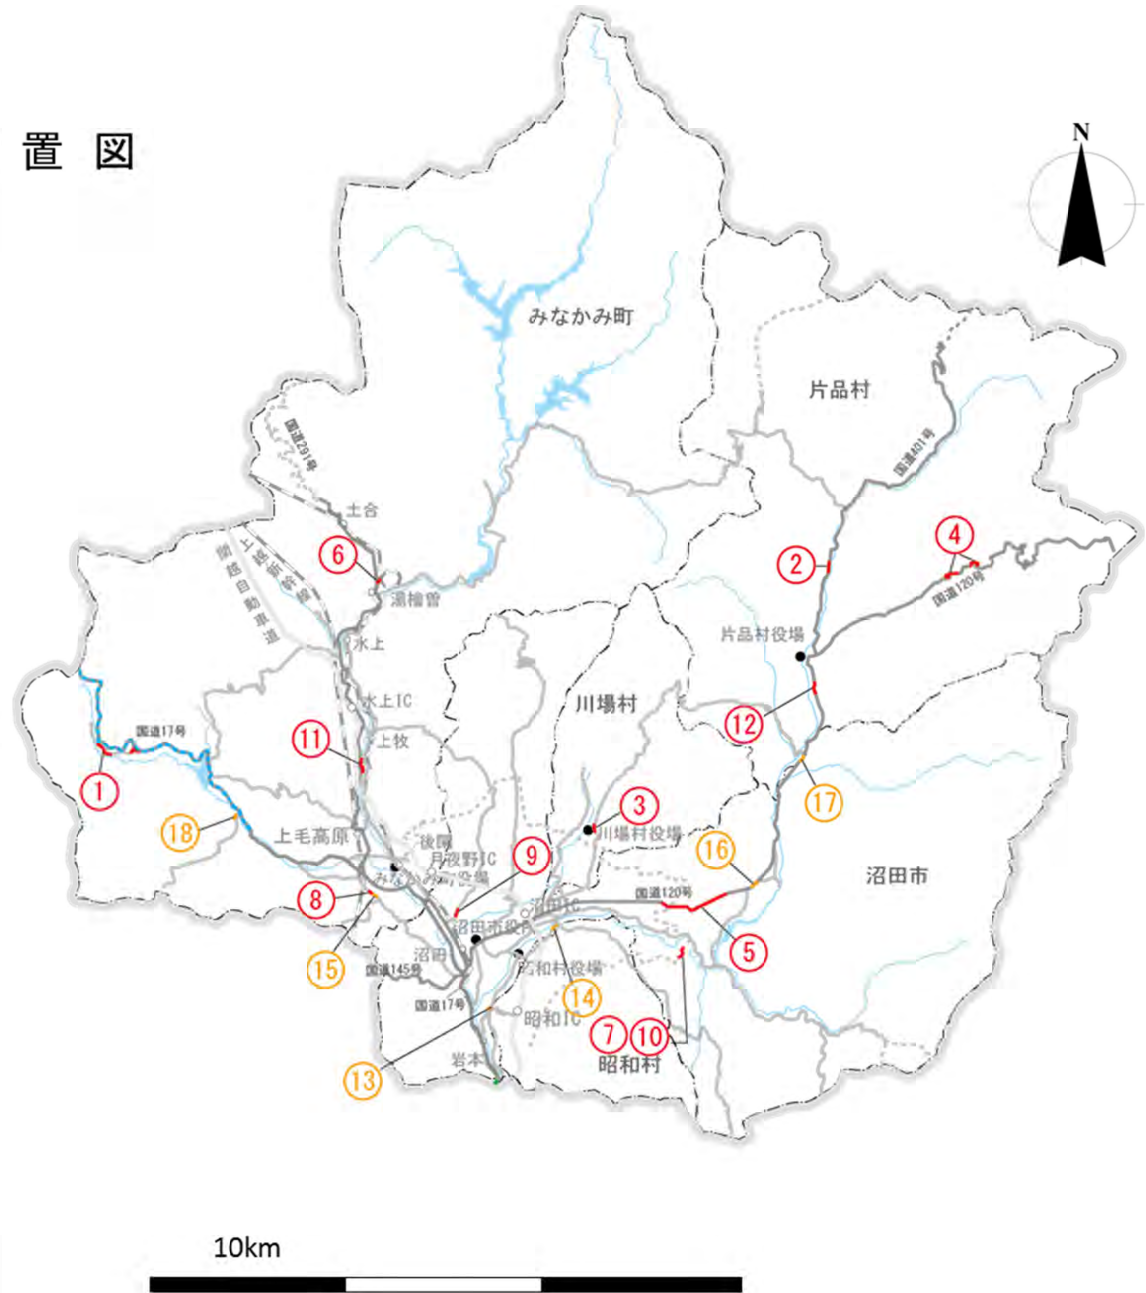 置 図
N
みなかみ町
片品村
国道401号
国道291号
土合
④
⑥
②
上越新幹線
関越自動車道
湯檜曽
国道120号
片品村役場
水上
川場村
水上IC
⑫
国道17号
⑪
上牧
①
⑰
③
⑱
上毛高原
川場村役場
後閑
月夜野IC
⑨
⑯
みなかみ町役場
沼田市
国道120号
⑧
沼田IC
沼田市役所
⑤
沼田
⑮
国道145号
昭和村役場
⑭
国道17号
昭和IC
⑦ ⑩
岩本
昭和村
⑬
10km